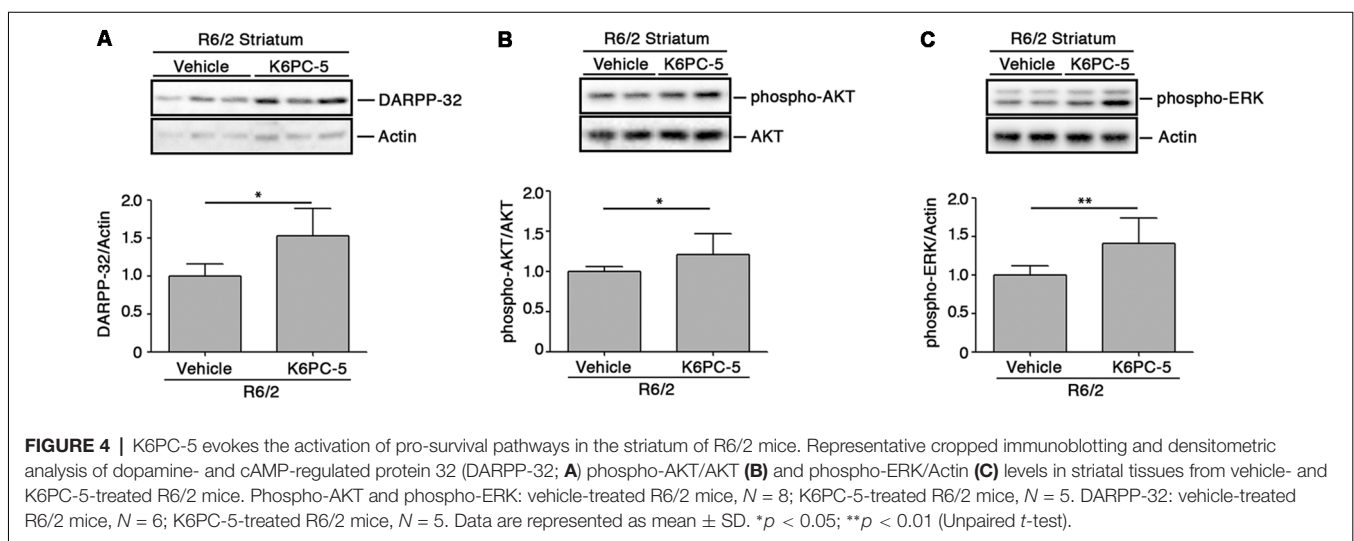 A
R6/2 Striatum
Vehicle K6PC-5
DARPP-32
Actin
DARPP-32/Actin
2.0
*
1.5
1.0
0.5
0
Vehicle K6PC-5
R6/2
B
R6/2 Striatum
Vehicle K6PC-5
phospho-AKT
AKT
phospho-AKT/AKT
2.0
*
1.5
1.0
0.5
0
Vehicle K6PC-5
R6/2
C
R6/2 Striatum
Vehicle K6PC-5
phospho-ERK
Actin
phospho-ERK/Actin
2.0
**
1.5
1.0
0.5
0
Vehicle K6PC-5
R6/2
FIGURE 4 | K6PC-5 evokes the activation of pro-survival pathways in the striatum of R6/2 mice. Representative cropped immunoblotting and densitometric
analysis of dopamine- and cAMP-regulated protein 32 (DARPP-32; A) phospho-AKT/AKT (B) and phospho-ERK/Actin (C) levels in striatal tissues from vehicle- and
K6PC-5-treated R6/2 mice. Phospho-AKT and phospho-ERK: vehicle-treated R6/2 mice, N = 8; K6PC-5-treated R6/2 mice, N = 5. DARPP-32: vehicle-treated
R6/2 mice, N = 6; K6PC-5-treated R6/2 mice, N = 5. Data are represented as mean ± SD. *p < 0.05; **p < 0.01 (Unpaired t-test).